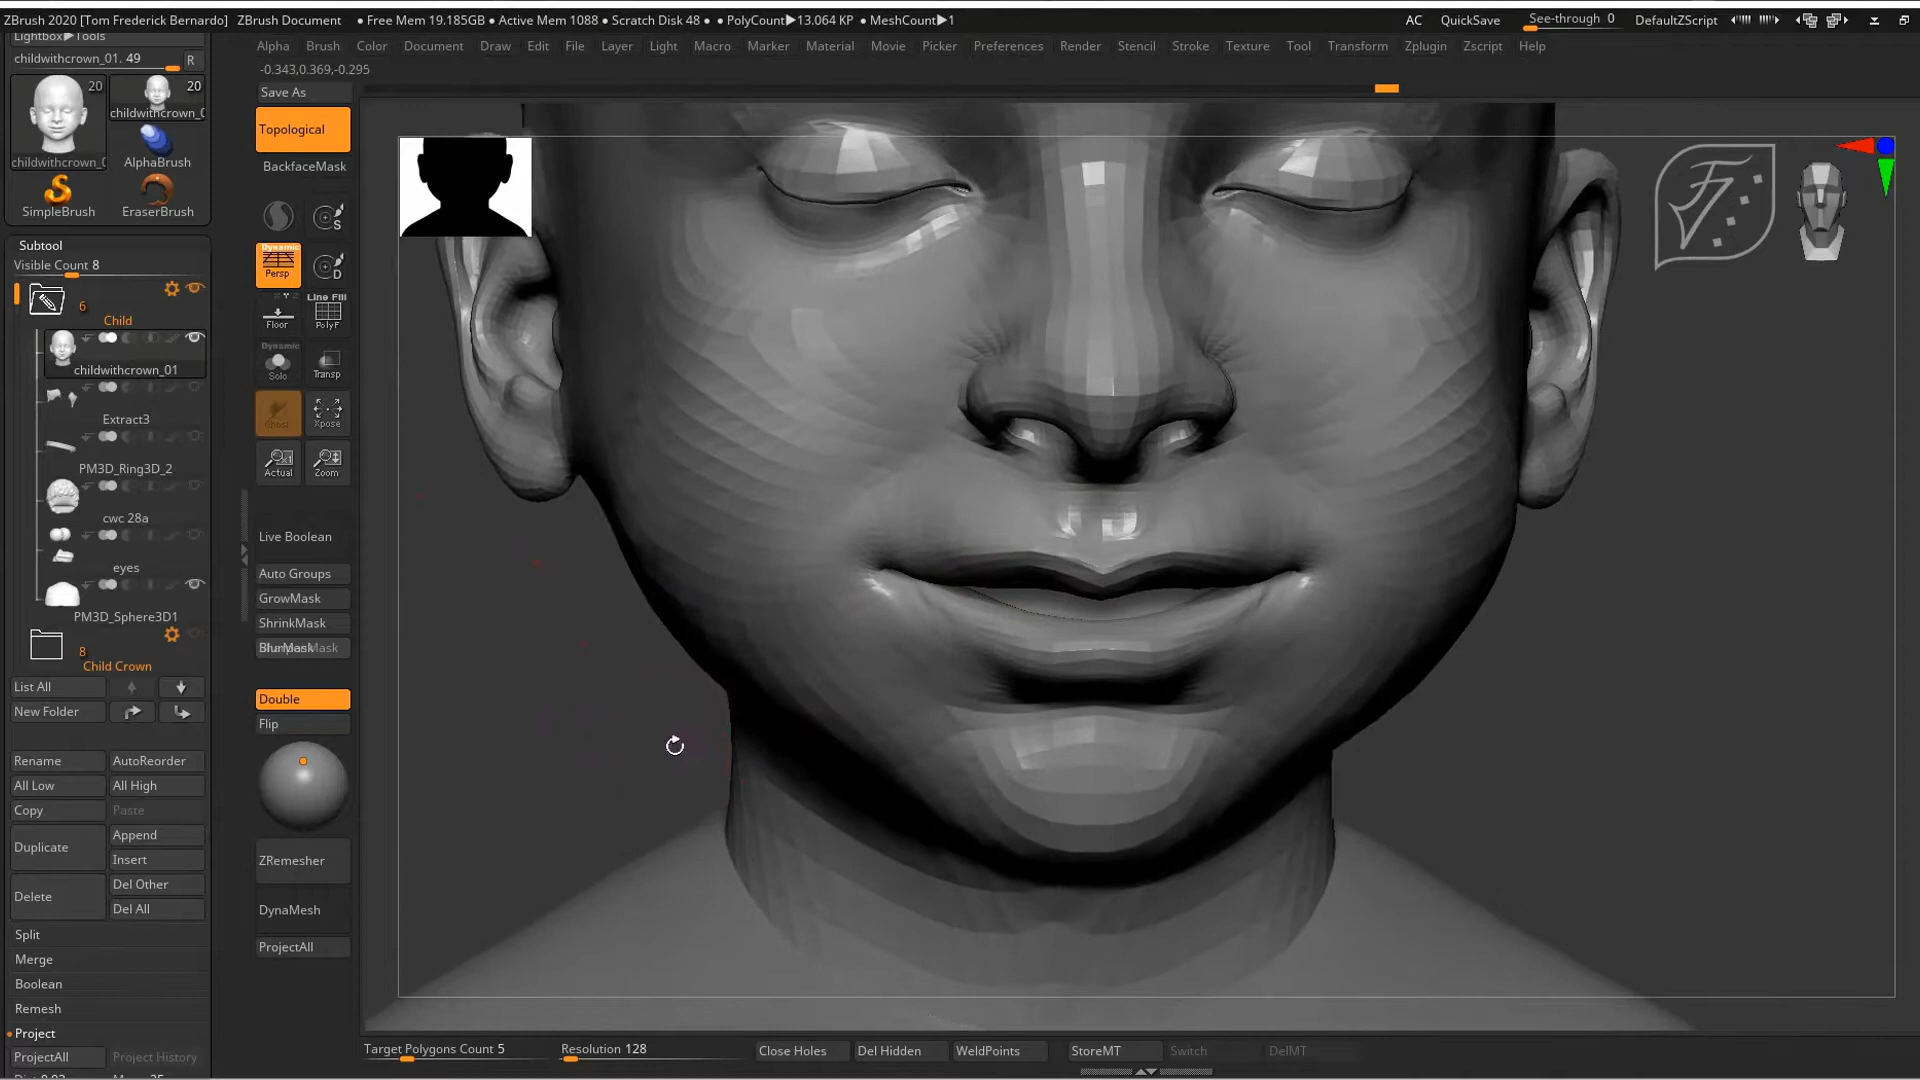 ZBrush 2020 [Tom Frederick Bernardo] ZBrush Document • Free Mem 19.185GB • Active Mem 1088 • Scratch Disk 48 • PolyCount▶13.064 KP • MeshCount▶1 AC QuickSave See-through 0 DefaultZScript
Lightbox▶Tools
Alpha Brush Color Document Draw Edit File Layer Light Macro Marker Material Movie Picker Preferences Render Stencil Stroke Texture Tool Transform Zplugin Zscript Help
childwithcrown_01. 49 R
-0.343,0.369,-0.295
20 20
Save As
childwithcrown_0
Topological
childwithcrown_0 AlphaBrush
BackfaceMask
SimpleBrush EraserBrush
S
Subtool
Visible Count 8
Dynamic
Persp D
6
Child
Line Fill
Floor PolyF
childwithcrown_01
Dynamic
Solo Transp
Extract3
Ghost Xpose
PM3D_Ring3D_2
Actual Zoom
cwc 28a
Live Boolean
eyes
Auto Groups
GrowMask
PM3D_Sphere3D1
ShrinkMask
8
Child Crown
List All
Double
New Folder
Flip
Rename AutoReorder
All Low All High
Copy Paste
Duplicate Append
Insert
ZRemesher
Delete Del Other
Del All
DynaMesh
Split
ProjectAll
Merge
Boolean
Remesh
Project
ProjectAll Project History
Target Polygons Count 5 Resolution 128 Close Holes Del Hidden WeldPoints StoreMT Switch DelMT